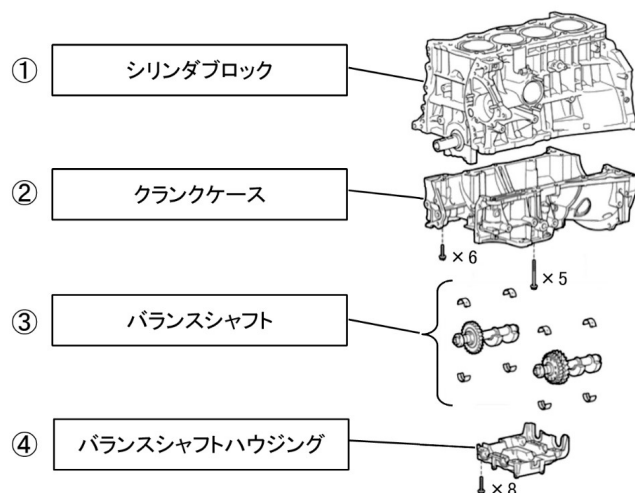 ① シリンダブロック
② クランクケース
×6
×5
③ バランスシャフト
④ バランスシャフトハウジング
×8